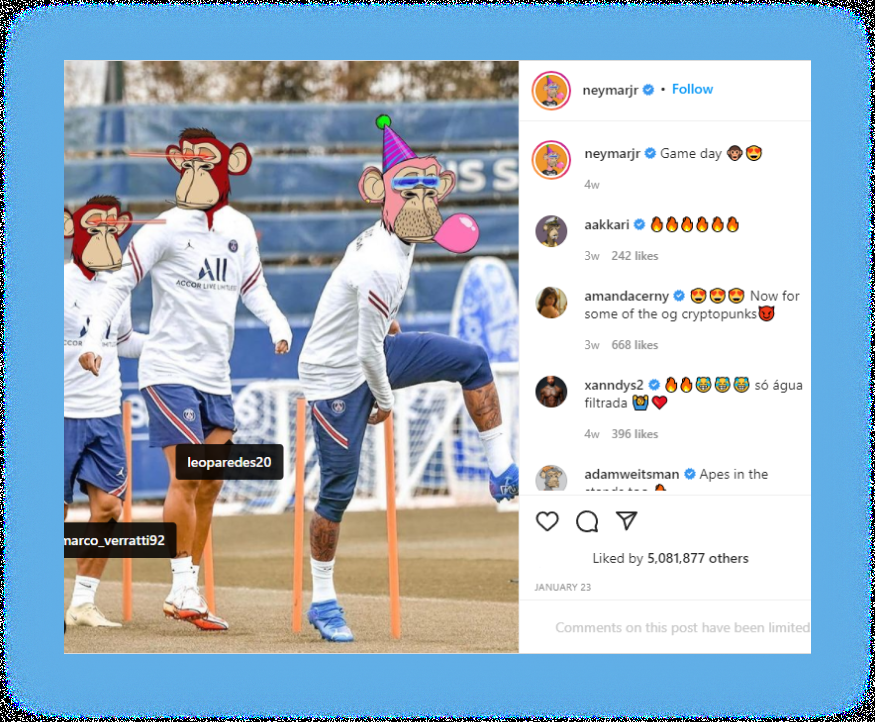 neymarjr • Follow
neymarjr Game day 🙊😍
4w
aakkari 🔥🔥🔥🔥🔥🔥
3w 242 likes
amandacerny 😍😍😍 Now for
some of the og cryptopunks😈
3w 668 likes
xanndys2 🔥🔥😹😹😹 só água
filtrada 🙌❤️
4w 396 likes
adamweitsman Apes in the
Liked by 5,081,877 others
JANUARY 23
Comments on this post have been limited
S S
All
ACCOR LIVE LIMITLESS
leoparedes20
marco_verratti92